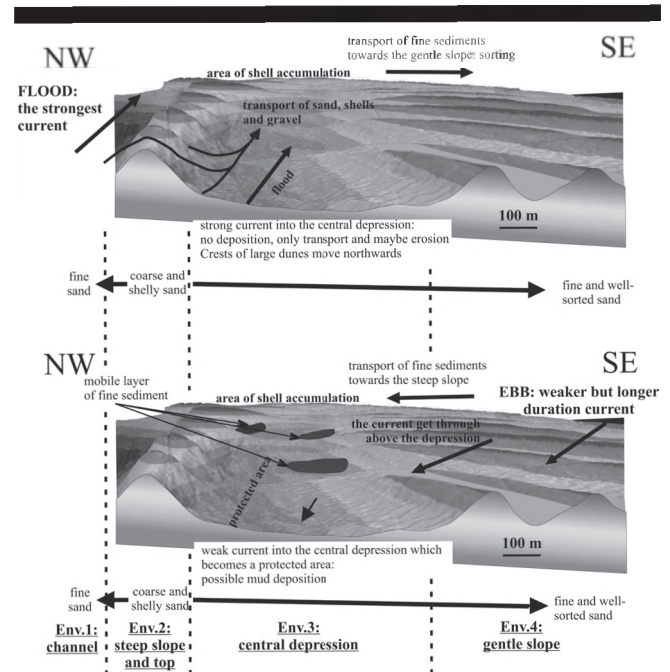 NW
SE
transport of fine sediments
towards the gentle slope: sorting
area of shell accumulation
FLOOD:
the strongest
current
transport of sand, shells
and gravel
flood
100 m
strong current into the central depression:
no deposition, only transport and maybe erosion
Crests of large dunes move northwards
fine
sand
coarse and
shelly sand
fine and well-
sorted sand
NW
SE
mobile layer
of fine sediment
transport of fine sediments
towards the steep slope
area of shell accumulation
EBB: weaker but longer
duration current
the current get through
above the depression
protected area
100 m
weak current into the central depression which
becomes a protected area:
possible mud deposition
fine
sand
coarse and
shelly sand
fine and well-
sorted sand
Env.1:
channel
Env.2:
steep slope
and top
Env.3:
central depression
Env.4:
gentle slope